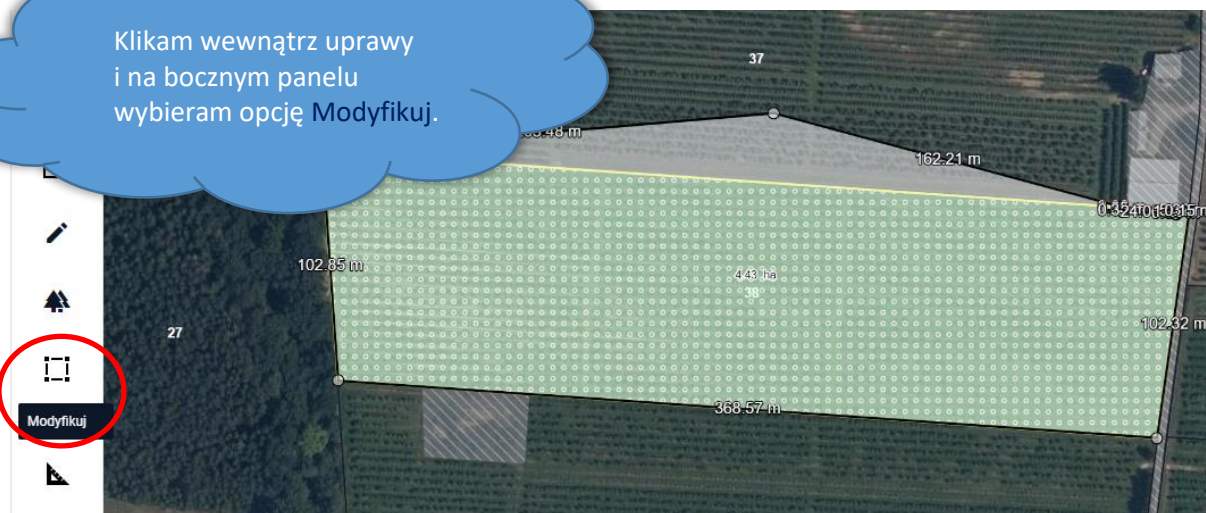 Klikam wewnątrz uprawy
i na bocznym panelu
wybieram opcję Modyfikuj.
37
162.21 m
102.85 m
4.43 ha
38
27
102.32 m
Modyfikuj
368.57 m